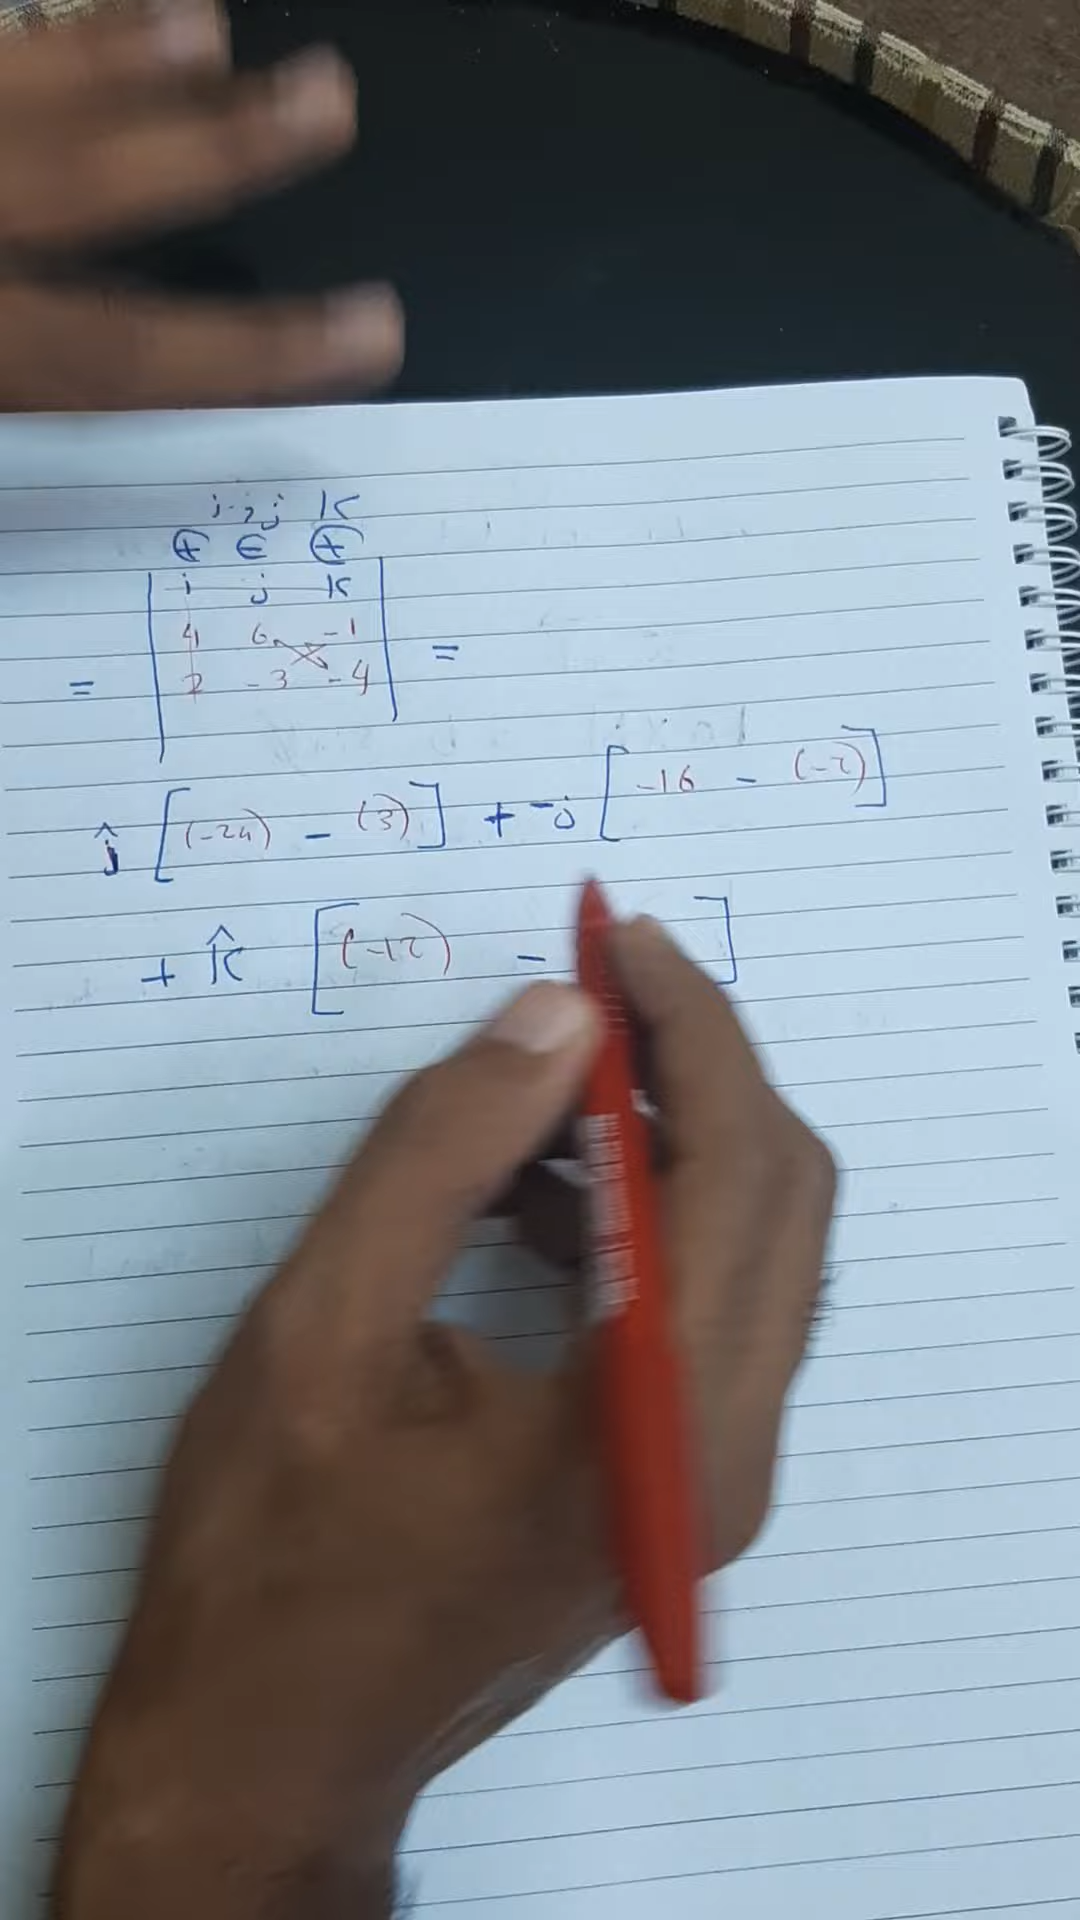 i, j k
+ - +
i j k
4 6 -1
= 2 -3 -4 =
ĵ [(-24) - (3)] + -j [-16 - (-2)]
+ k̂ [(-12) - ]